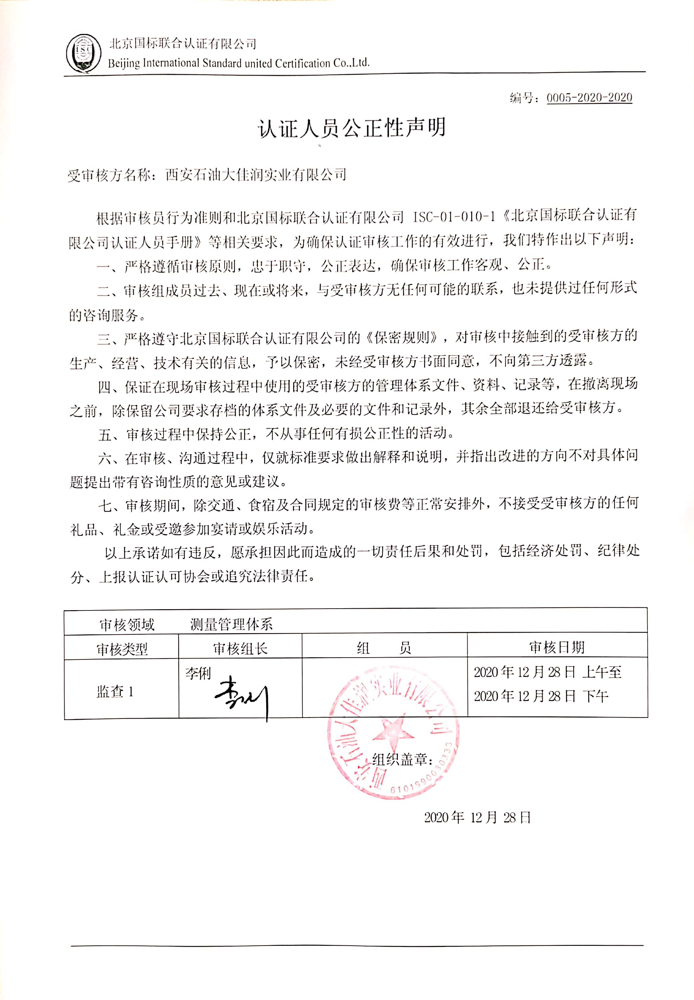 ISC
北京国标联合认证有限公司
Beijing International Standard united Certification Co.,Ltd.
编号：0005-2020-2020
认证人员公正性声明
受审核方名称：西安石油大佳润实业有限公司
根据审核员行为准则和北京国标联合认证有限公司 ISC-01-010-1《北京国标联合认证有
限公司认证人员手册》等相关要求，为确保认证审核工作的有效进行，我们特作出以下声明：
一、严格遵循审核原则，忠于职守，公正表达，确保审核工作客观、公正。
二、审核组成员过去、现在或将来，与受审核方无任何可能的联系，也未提供过任何形式
的咨询服务。
三、严格遵守北京国标联合认证有限公司的《保密规则》，对审核中接触到的受审核方的
生产、经营、技术有关的信息，予以保密，未经受审核方书面同意，不向第三方透露。
四、保证在现场审核过程中使用的受审核方的管理体系文件、资料、记录等，在撤离现场
之前，除保留公司要求存档的体系文件及必要的文件和记录外，其余全部退还给受审核方。
五、审核过程中保持公正，不从事任何有损公正性的活动。
六、在审核、沟通过程中，仅就标准要求做出解释和说明，并指出改进的方向不对具体问
题提出带有咨询性质的意见或建议。
七、审核期间，除交通、食宿及合同规定的审核费等正常安排外，不接受受审核方的任何
礼品、礼金或受邀参加宴请或娱乐活动。
以上承诺如有违反，愿承担因此而造成的一切责任后果和处罚，包括经济处罚、纪律处
分、上报认证认可协会或追究法律责任。
审核领域 测量管理体系
审核类型 审核组长 组 员 审核日期
监查 1
李俐
李俐
2020 年 12 月 28 日 上午至
2020 年 12 月 28 日 下午
西安石油大佳润实业有限公司
6101990030333
组织盖章：
2020 年 12 月 28 日